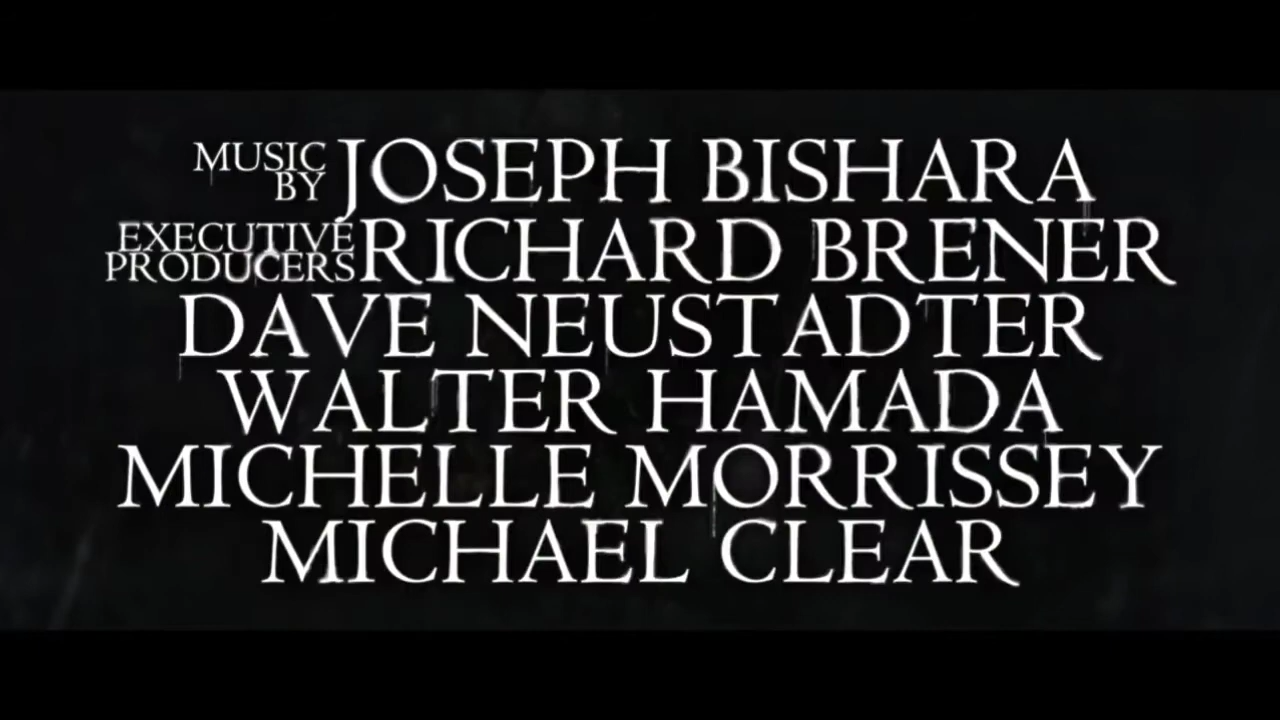 MUSIC BY JOSEPH BISHARA
EXECUTIVE PRODUCERS RICHARD BRENER
DAVE NEUSTADTER
WALTER HAMADA
MICHELLE MORRISSEY
MICHAEL CLEAR